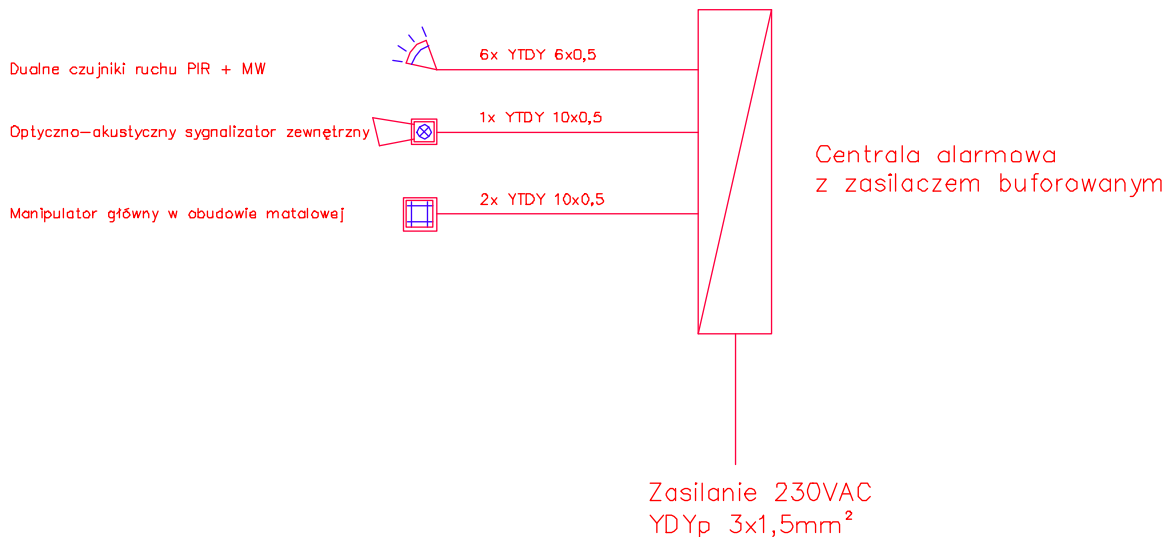 Dualne czujniki ruchu PIR + MW
6x YTDY 6x0,5
Optyczno-akustyczny sygnalizator zewnętrzny
1x YTDY 10x0,5
Manipulator główny w obudowie matalowej
2x YTDY 10x0,5
Centrala alarmowa
z zasilaczem buforowanym
Zasilanie 230VAC
YDYp 3x1,5mm²